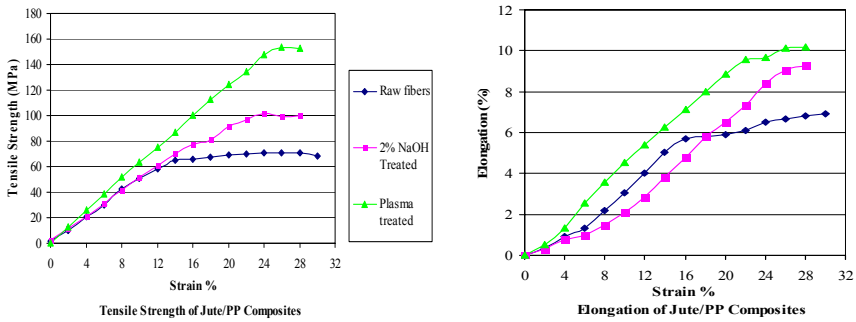 Tensile Strength (MPa)
180
160
140
120
100
80
60
40
20
0
0 4 8 12 16 20 24 28 32
Strain %
Tensile Strength of Jute/PP Composites
Raw fibers
2% NaOH
Treated
Plasma
treated
Elongation (%)
12
10
8
6
4
2
0
0 4 8 12 16 20 24 28 32
Strain %
Elongation of Jute/PP Composites